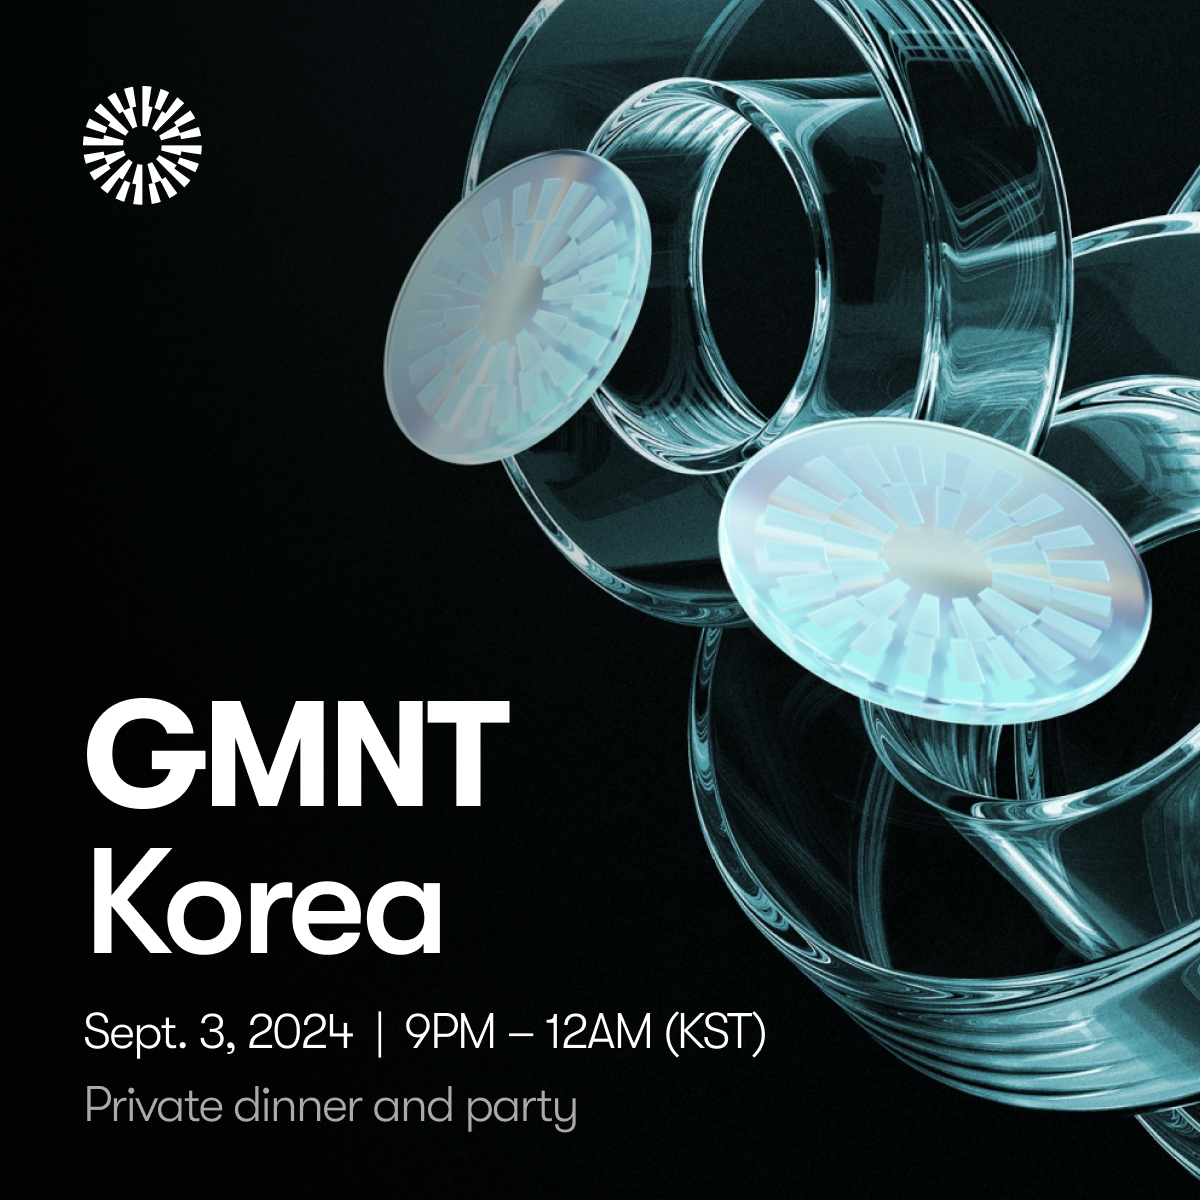 GMNT
Korea
Sept. 3, 2024 | 9PM – 12AM (KST)
Private dinner and party